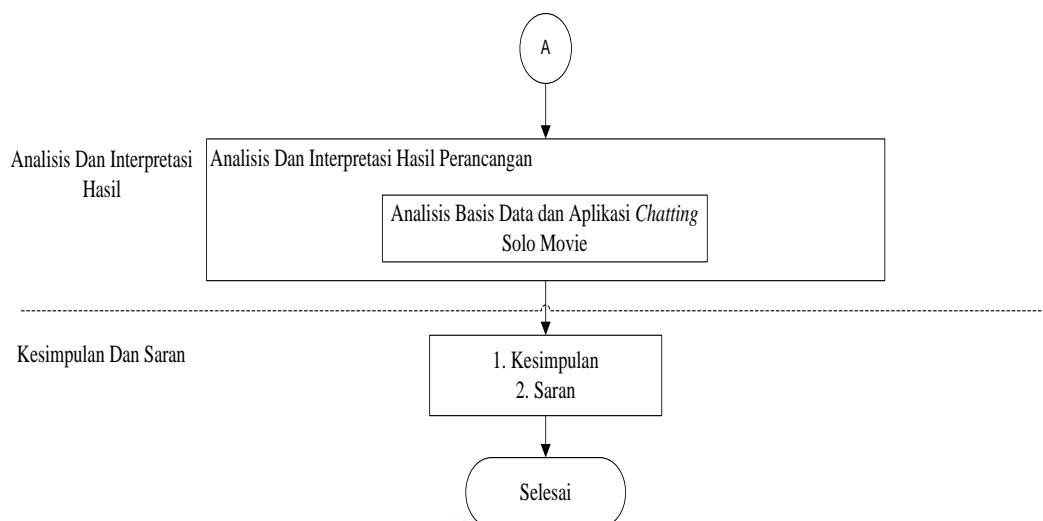 A
Analisis Dan Interpretasi
Hasil
Analisis Dan Interpretasi Hasil Perancangan
Analisis Basis Data dan Aplikasi Chatting
Solo Movie
Kesimpulan Dan Saran
1. Kesimpulan
2. Saran
Selesai